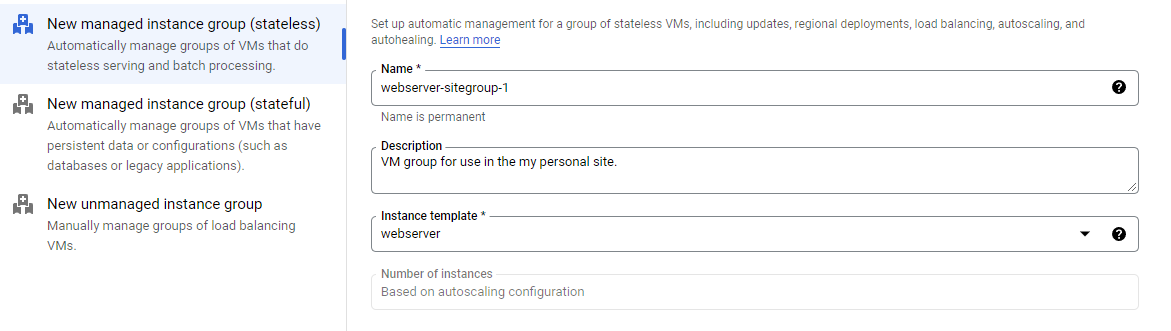 New managed instance group (stateless)
Automatically manage groups of VMs that do
stateless serving and batch processing.
New managed instance group (stateful)
Automatically manage groups of VMs that have
persistent data or configurations (such as
databases or legacy applications).
New unmanaged instance group
Manually manage groups of load balancing
VMs.
Set up automatic management for a group of stateless VMs, including updates, regional deployments, load balancing, autoscaling, and
autohealing. Learn more
Name *
webserver-sitegroup-1
Name is permanent
Description
VM group for use in the my personal site.
Instance template *
webserver
Number of instances
Based on autoscaling configuration